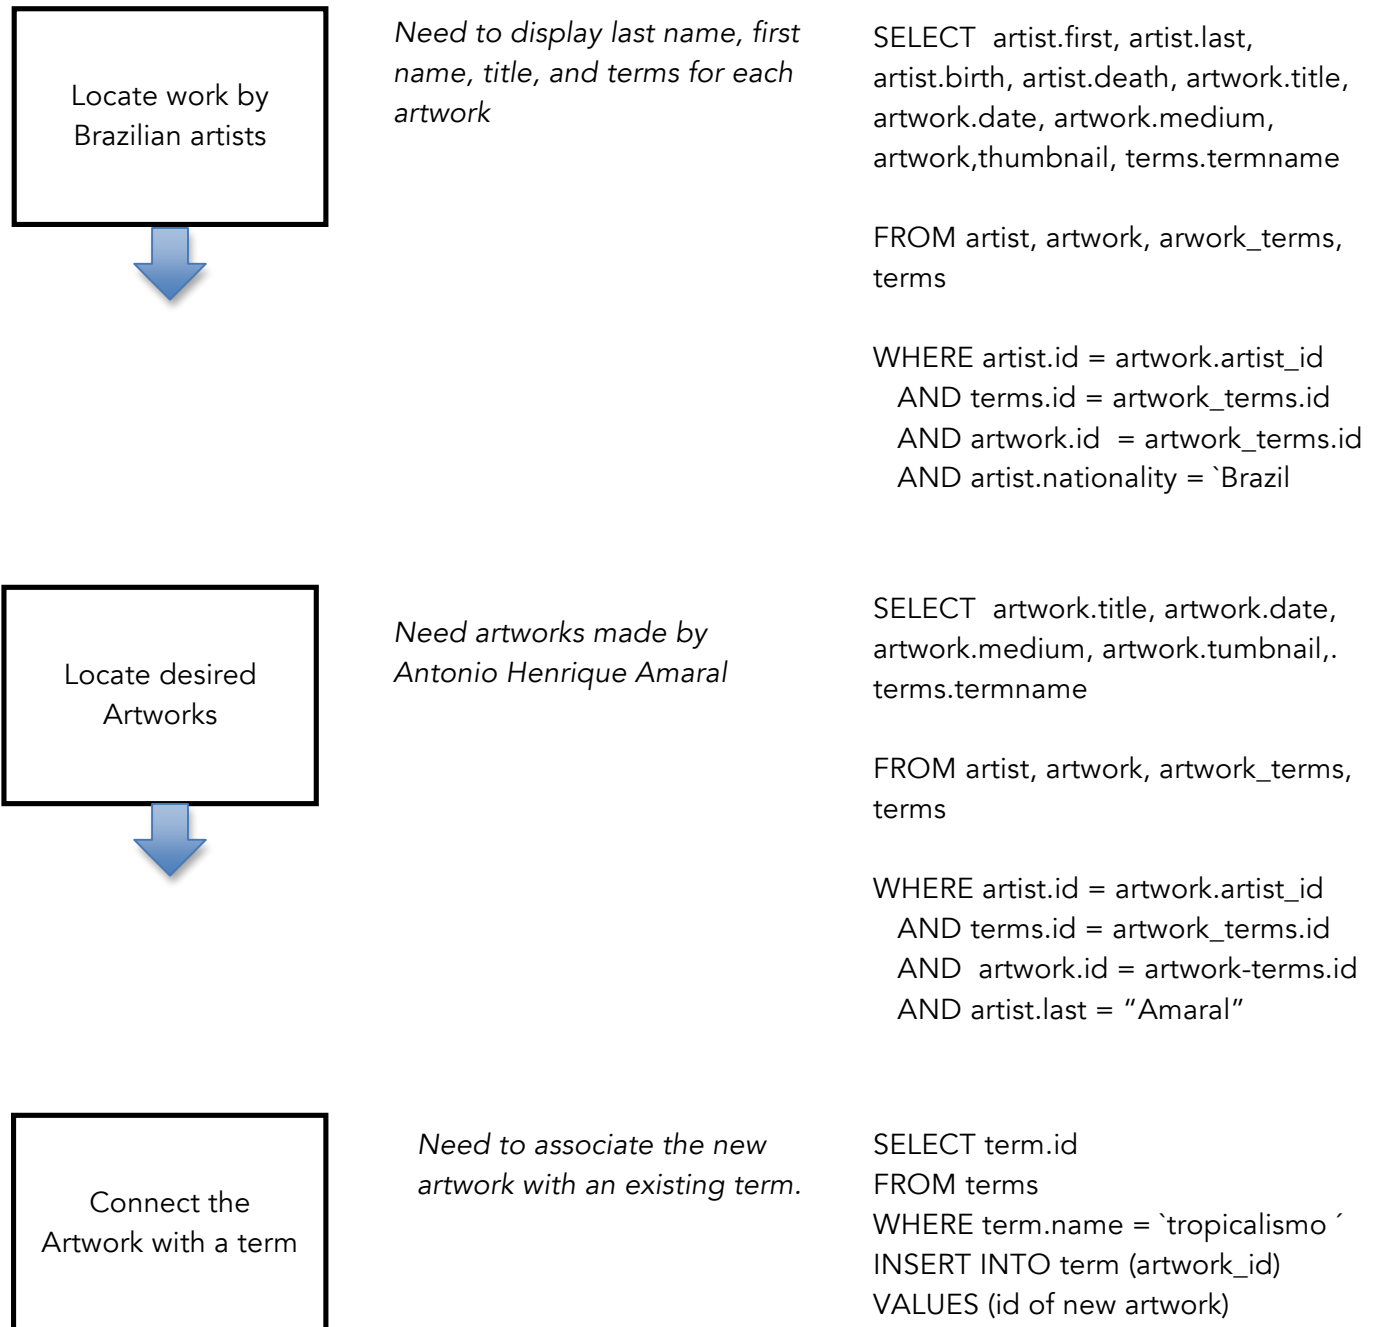 Locate work by
Brazilian artists
Need to display last name, first
name, title, and terms for each
artwork
SELECT  artist.first, artist.last,
artist.birth, artist.death, artwork.title,
artwork.date, artwork.medium,
artwork,thumbnail, terms.termname
FROM artist, artwork, arwork_terms,
terms
WHERE artist.id = artwork.artist_id
AND terms.id = artwork_terms.id
AND artwork.id  = artwork_terms.id
AND artist.nationality = `Brazil
Locate desired
Artworks
Need artworks made by
Antonio Henrique Amaral
SELECT  artwork.title, artwork.date,
artwork.medium, artwork.tumbnail,.
terms.termname
FROM artist, artwork, artwork_terms,
terms
WHERE artist.id = artwork.artist_id
AND terms.id = artwork_terms.id
AND  artwork.id = artwork-terms.id
AND artist.last = “Amaral”
Connect the
Artwork with a term
Need to associate the new
artwork with an existing term.
SELECT term.id
FROM terms
WHERE term.name = `tropicalismo ´
INSERT INTO term (artwork_id)
VALUES (id of new artwork)